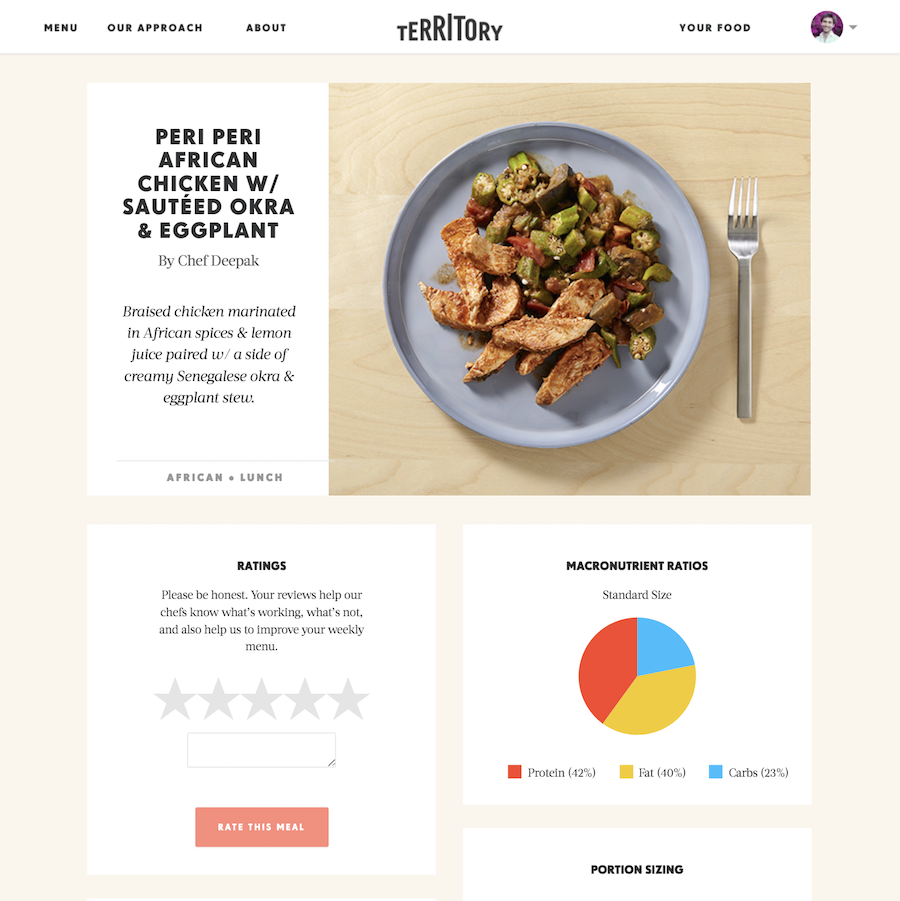 MENU
OUR APPROACH
ABOUT
TERRITORY
YOUR FOOD
PERI PERI
AFRICAN
CHICKEN W/
SAUTÉED OKRA
& EGGPLANT
By Chef Deepak
Braised chicken marinated
in African spices & lemon
juice paired w/ a side of
creamy Senegalese okra &
eggplant stew.
AFRICAN • LUNCH
RATINGS
Please be honest. Your reviews help our
chefs know what's working, what's not,
and also help us to improve your weekly
menu.
RATE THIS MEAL
MACRONUTRIENT RATIOS
Standard Size
Protein (42%)
Fat (40%)
Carbs (23%)
PORTION SIZING